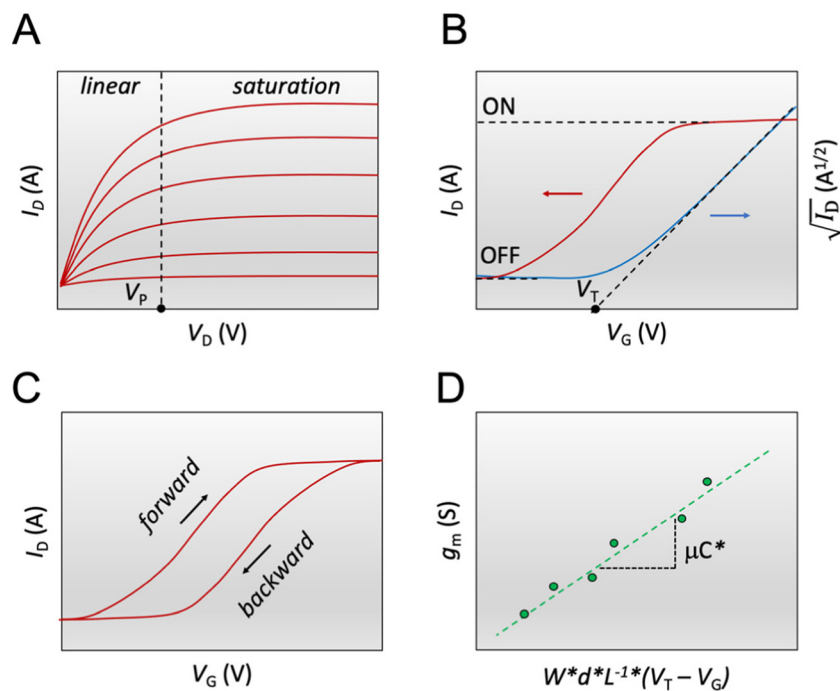 A
linear
saturation
I_D (A)
V_P
V_D (V)
B
ON
I_D (A)
OFF
V_T
√I_D (A^1/2)
V_G (V)
C
forward
backward
I_D (A)
V_G (V)
D
g_m (S)
μC*
W*d*L^-1*(V_T – V_G)